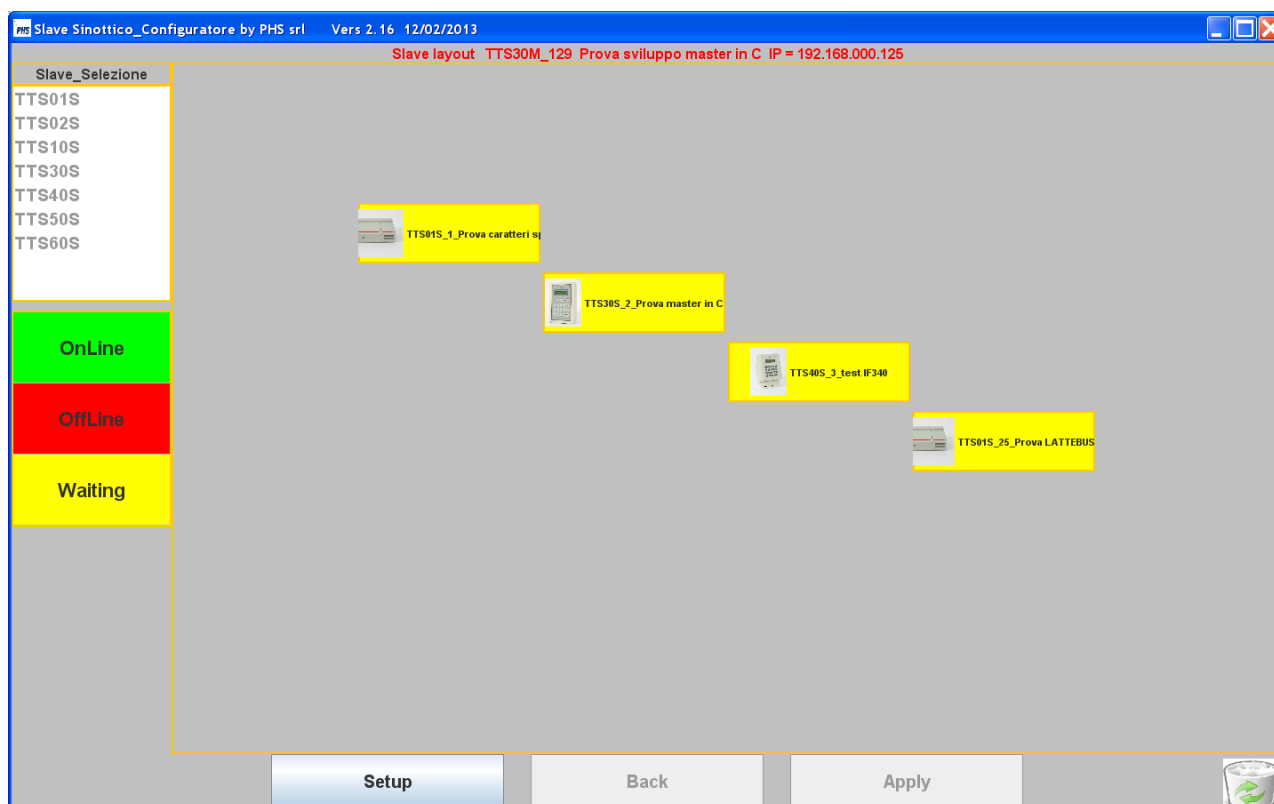 PHS Slave Sinottico_Configuratore by PHS srl Vers 2.16 12/02/2013
Slave layout TTS30M_129 Prova sviluppo master in C IP = 192.168.000.125
Slave_Selezione
TTS01S
TTS02S
TTS10S
TTS30S
TTS40S
TTS50S
TTS60S
OnLine
OffLine
Waiting
TTS01S_1_Prova caratteri sp
TTS30S_2_Prova master in C
TTS40S_3_test IF340
TTS01S_25_Prova LATTEBUS
Setup
Back
Apply